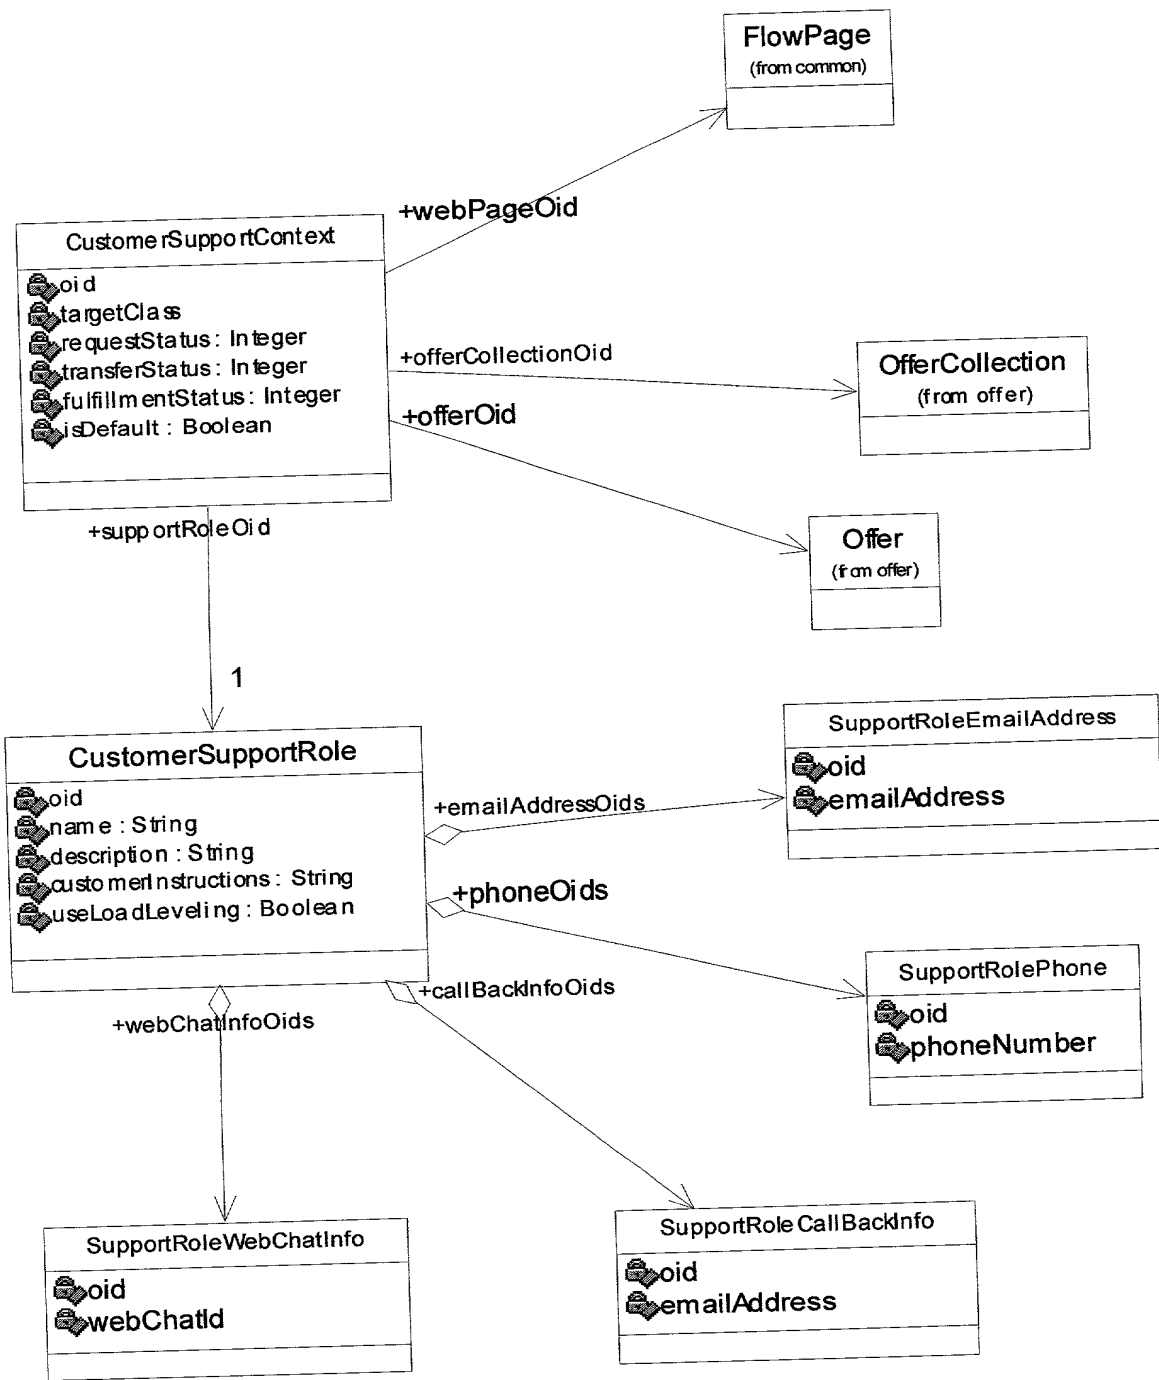 FlowPage
(from common)
+webPageOid
CustomerSupportContext
oid
targetClass
requestStatus : Integer
transferStatus : Integer
fulfillmentStatus : Integer
isDefault : Boolean
+offerCollectionOid
OfferCollection
(from offer)
+offerOid
Offer
(from offer)
+supportRoleOid
1
CustomerSupportRole
oid
name : String
description : String
customerInstructions : String
useLoadLeveling : Boolean
+emailAddressOids
SupportRoleEmailAddress
oid
emailAddress
+phoneOids
SupportRolePhone
oid
phoneNumber
+callBackInfoOids
+webChatInfoOids
SupportRoleWebChatInfo
oid
webChatId
SupportRoleCallBackInfo
oid
emailAddress